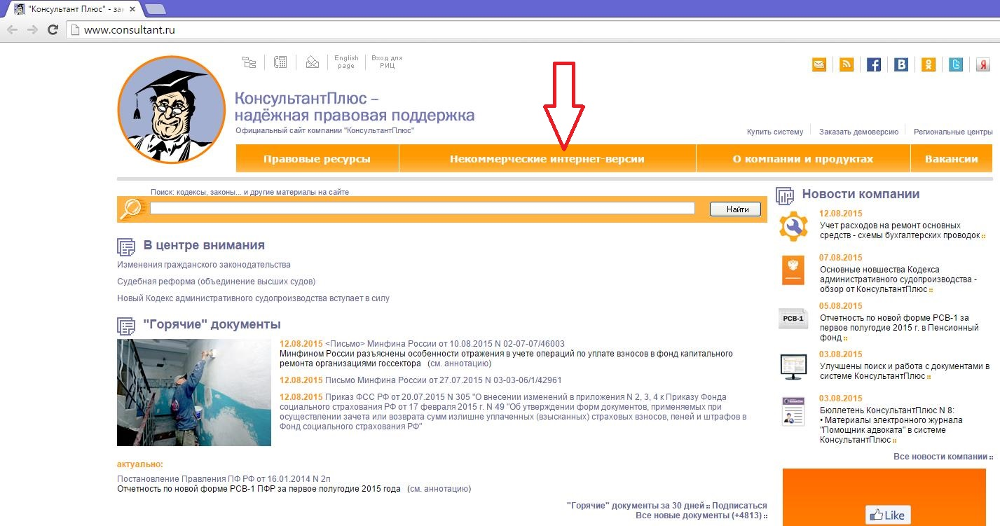 "Консультант Плюс" - зак
www.consultant.ru
English
page
Вход для
РИЦ
КонсультантПлюс –
надёжная правовая поддержка
Официальный сайт компании "КонсультантПлюс"
Купить систему
Заказать демоверсию
Региональные центры
Правовые ресурсы
Некоммерческие интернет-версии
О компании и продуктах
Вакансии
Поиск: кодексы, законы... и другие материалы на сайте
Найти
В центре внимания
Изменения гражданского законодательства
Судебная реформа (объединение высших судов)
Новый Кодекс административного судопроизводства вступает в силу
"Горячие" документы
12.08.2015 <Письмо> Минфина России от 10.08.2015 N 02-07-07/46003
Минфином России разъяснены особенности отражения в учете операций по уплате взносов в фонд капитального
ремонта организациями госсектора (см. аннотацию)
12.08.2015 Письмо Минфина России от 27.07.2015 N 03-03-06/1/42961
12.08.2015 Приказ ФСС РФ от 20.07.2015 N 305 "О внесении изменений в приложения N 2, 3, 4 к Приказу Фонда
социального страхования РФ от 17 февраля 2015 г. N 49 "Об утверждении форм документов, применяемых при
осуществлении зачета или возврата сумм излишне уплаченных (взысканных) страховых взносов, пеней и штрафов в
Фонд социального страхования РФ"
актуально:
Постановление Правления ПФ РФ от 16.01.2014 N 2п
Отчетность по новой форме РСВ-1 ПФР за первое полугодие 2015 года (см. аннотацию)
"Горячие" документы за 30 дней :: Подписаться
Все новые документы (+4813) ::
Новости компании
12.08.2015
Учет расходов на ремонт основных
средств - схемы бухгалтерских проводок ::
07.08.2015
Основные новшества Кодекса
административного судопроизводства -
обзор от КонсультантПлюс ::
РСВ-1
05.08.2015
Отчетность по новой форме РСВ-1 за
первое полугодие 2015 г. в Пенсионный
фонд ::
03.08.2015
Улучшены поиск и работа с документами в
системе КонсультантПлюс ::
03.08.2015
Бюллетень КонсультантПлюс N 8:
• Материалы электронного журнала
"Помощник адвоката" в системе
КонсультантПлюс ::
Все новости компании ::
Like